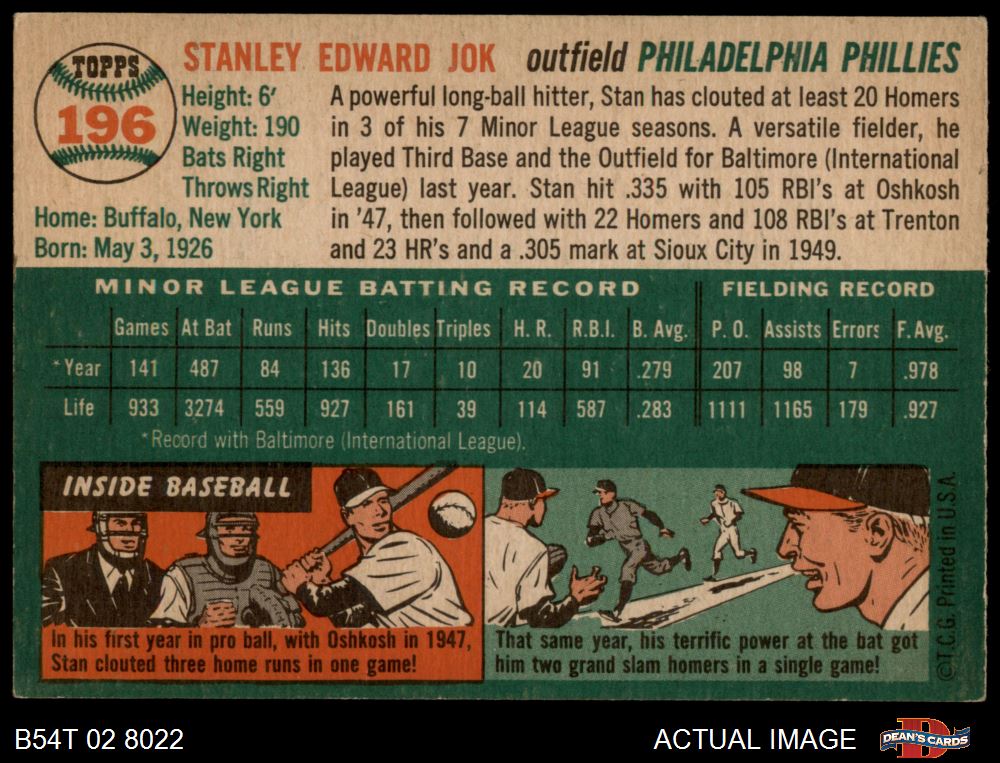 TOPPS
196
STANLEY EDWARD JOK outfield PHILADELPHIA PHILLIES
Height: 6'
Weight: 190
Bats Right
Throws Right
Home: Buffalo, New York
Born: May 3, 1926
A powerful long-ball hitter, Stan has clouted at least 20 Homers
in 3 of his 7 Minor League seasons. A versatile fielder, he
played Third Base and the Outfield for Baltimore (International
League) last year. Stan hit .335 with 105 RBI's at Oshkosh
in '47, then followed with 22 Homers and 108 RBI's at Trenton
and 23 HR's and a .305 mark at Sioux City in 1949.
MINOR LEAGUE BATTING RECORD FIELDING RECORD
Games At Bat Runs Hits Doubles Triples H. R. R.B.I. B. Avg. P. O. Assists Errors F. Avg.
*Year 141 487 84 136 17 10 20 91 .279 207 98 7 .978
Life 933 3274 559 927 161 39 114 587 .283 1111 1165 179 .927
*Record with Baltimore (International League).
INSIDE BASEBALL
In his first year in pro ball, with Oshkosh in 1947,
Stan clouted three home runs in one game!
That same year, his terrific power at the bat got
him two grand slam homers in a single game!
©T.C.G. Printed in U.S.A.
B54T 02 8022
ACTUAL IMAGE
DEAN'S CARDS